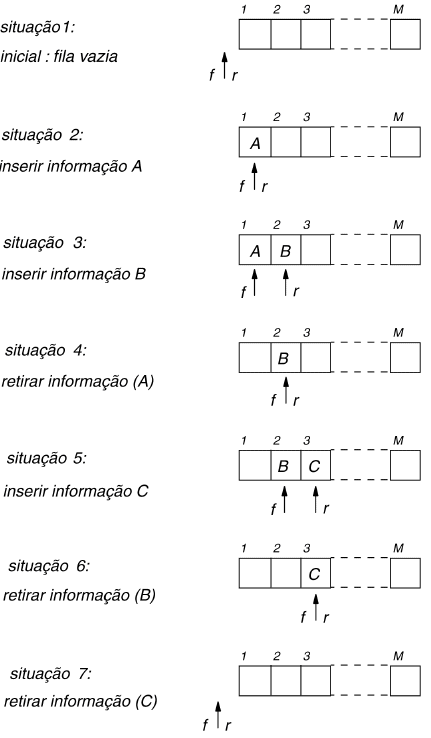 situação1:
inicial : fila vazia
1 2 3 M
f r
situação 2:
inserir informação A
1 2 3 M
A
f r
situação 3:
inserir informação B
1 2 3 M
A B
f r
situação 4:
retirar informação (A)
1 2 3 M
B
f r
situação 5:
inserir informação C
1 2 3 M
B C
f r
situação 6:
retirar informação (B)
1 2 3 M
C
f r
situação 7:
retirar informação (C)
1 2 3 M
f r